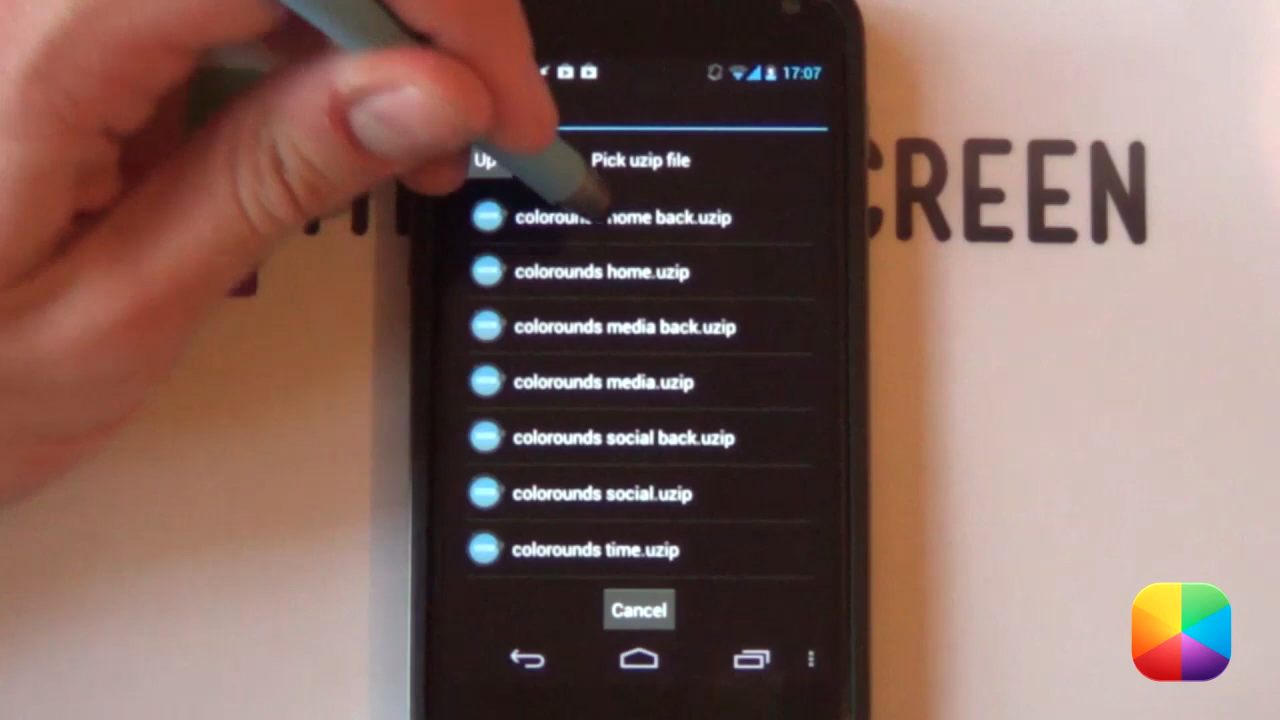 17:07
Up
Pick uzip file
home back.uzip
colorounds home.uzip
colorounds media back.uzip
colorounds media.uzip
colorounds social back.uzip
colorounds social.uzip
colorounds time.uzip
Cancel
CREEN